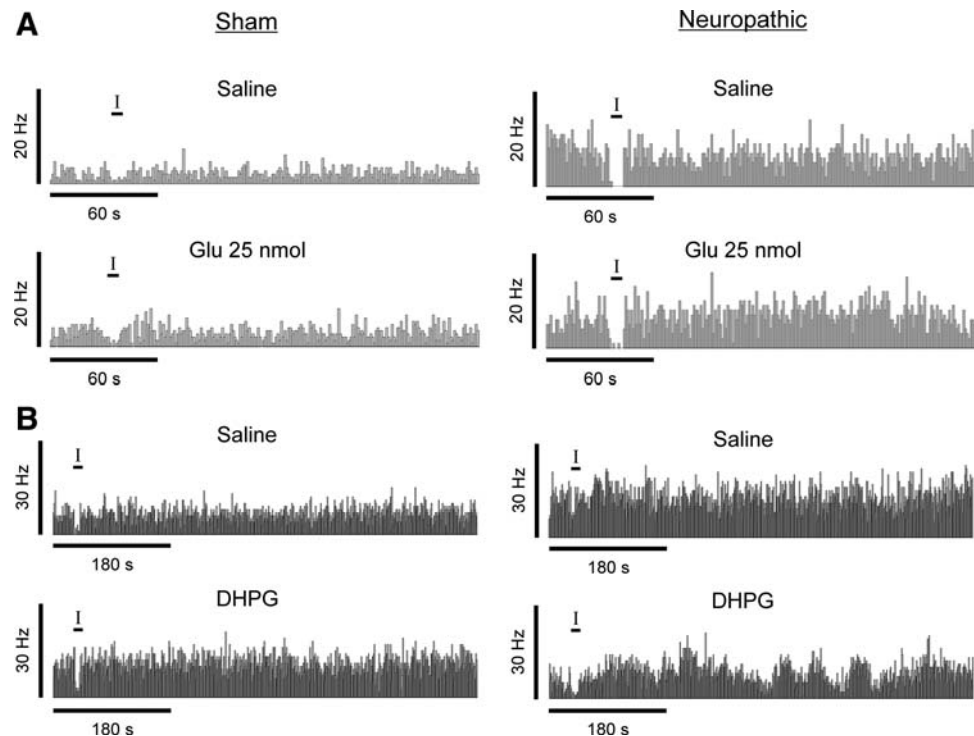 A
Sham
Neuropathic
Saline
I
20 Hz
60 s
Saline
I
20 Hz
60 s
Glu 25 nmol
I
20 Hz
60 s
Glu 25 nmol
I
20 Hz
60 s
B
Saline
I
30 Hz
180 s
Saline
I
30 Hz
180 s
DHPG
I
30 Hz
180 s
DHPG
I
30 Hz
180 s